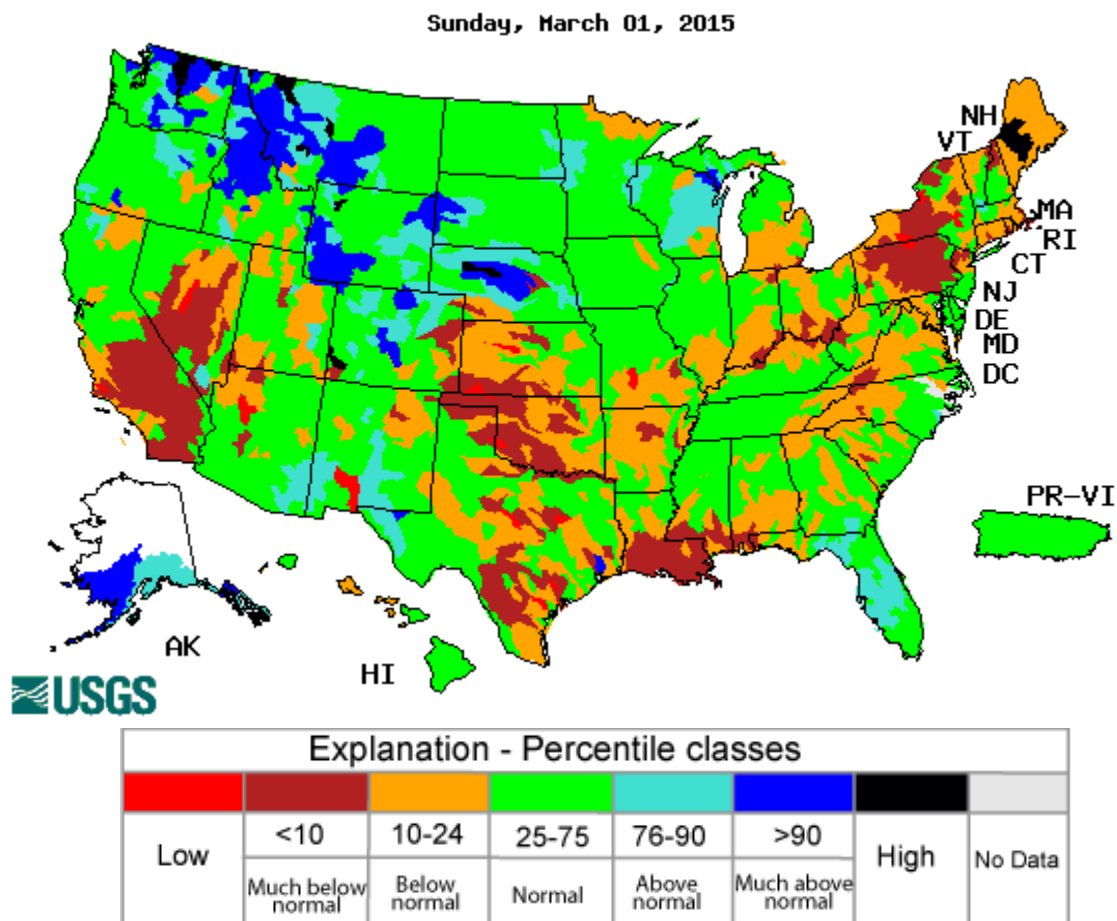 Sunday, March 01, 2015
NH
VT
MA
RI
CT
NJ
DE
MD
DC
PR-VI
AK
HI
USGS
Explanation - Percentile classes
Low
<10
10-24
25-75
76-90
>90
High
No Data
Much below normal
Below normal
Normal
Above normal
Much above normal